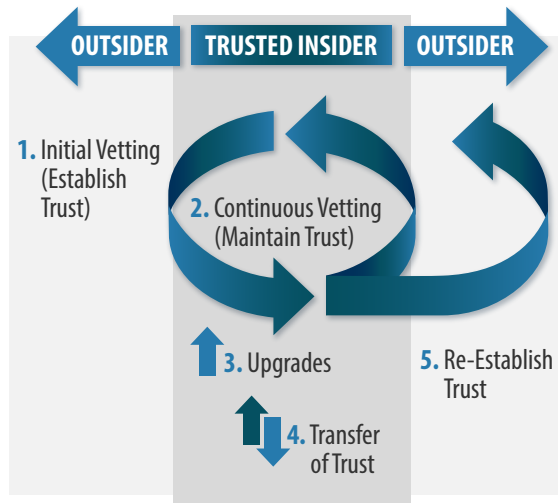 OUTSIDER
TRUSTED INSIDER
OUTSIDER
1. Initial Vetting
(Establish
Trust)
2. Continuous Vetting
(Maintain Trust)
3. Upgrades
4. Transfer
of Trust
5. Re-Establish
Trust